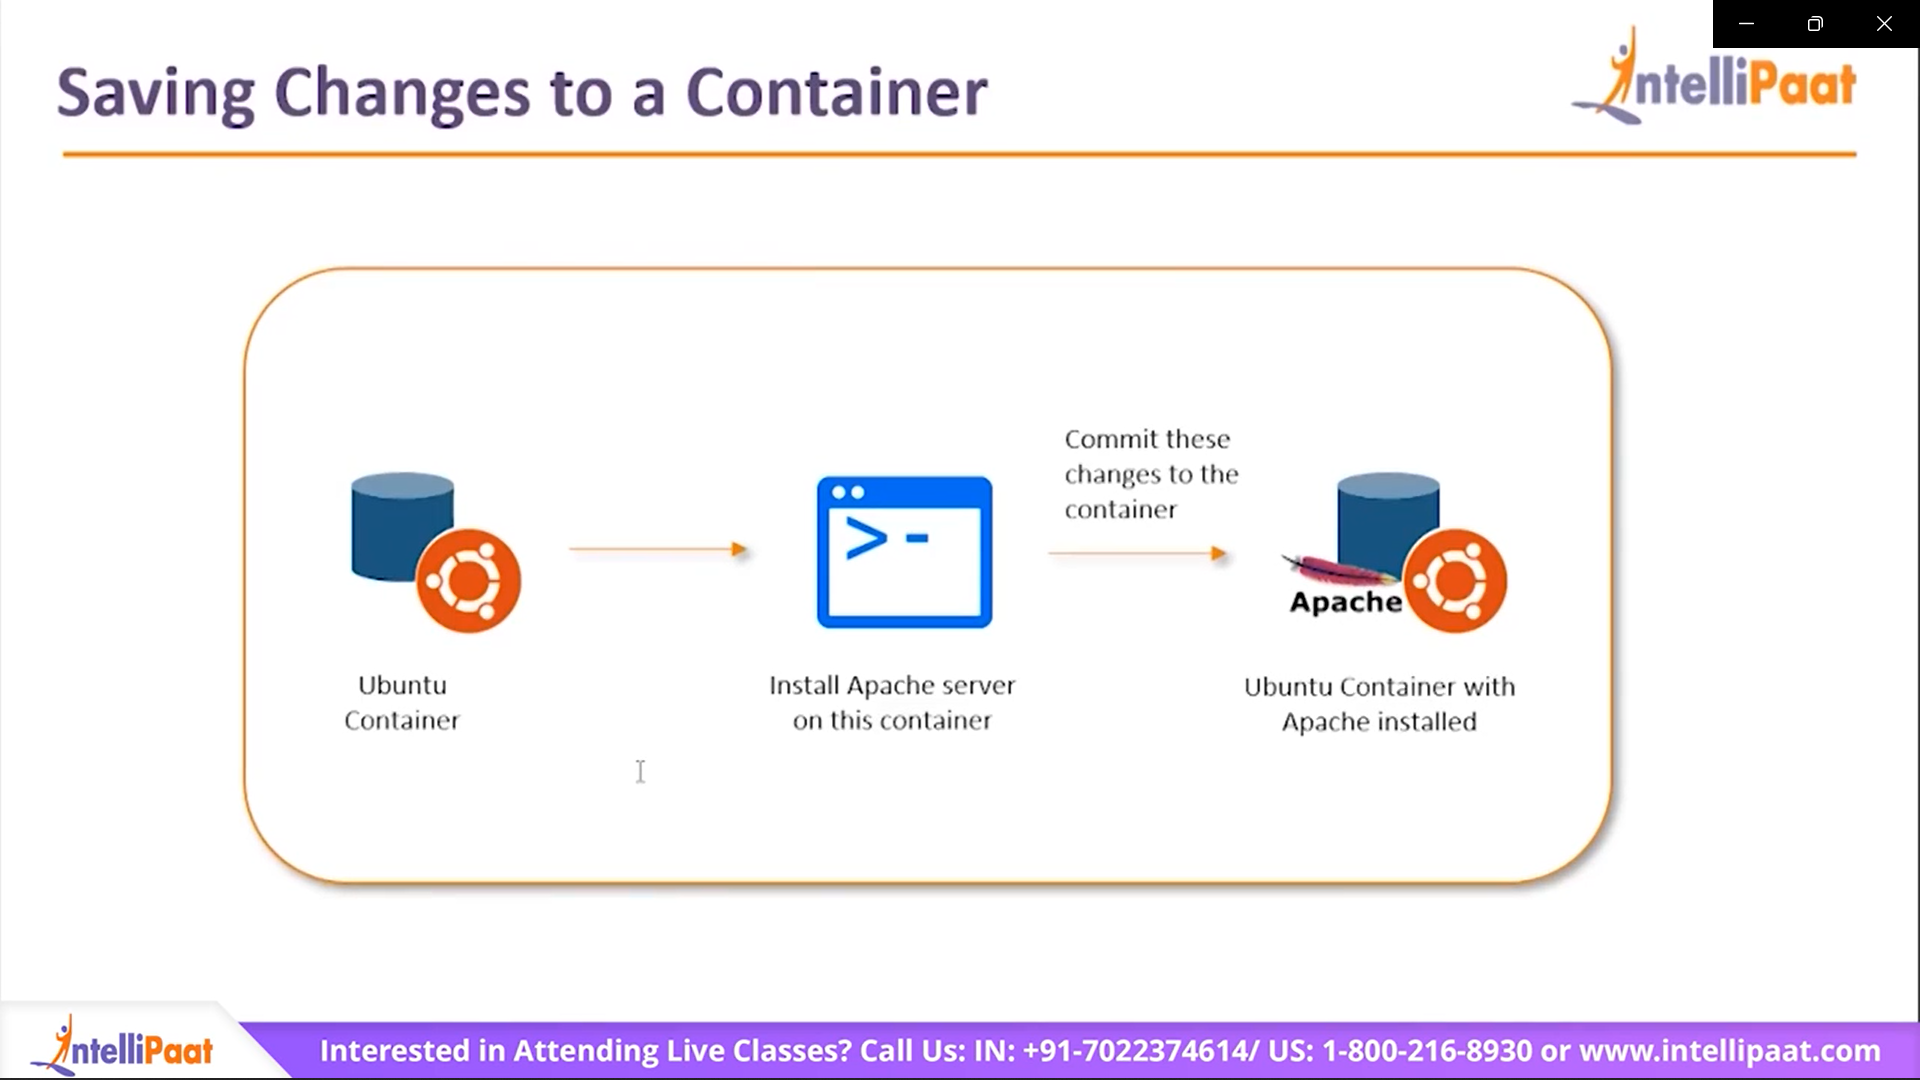 Saving Changes to a Container
IntelliPaat
Commit these
changes to the
container
>-
Apache
Ubuntu
Container
Install Apache server
on this container
Ubuntu Container with
Apache installed
IntelliPaat
Interested in Attending Live Classes? Call Us: IN: +91-7022374614/ US: 1-800-216-8930 or www.intellipaat.com